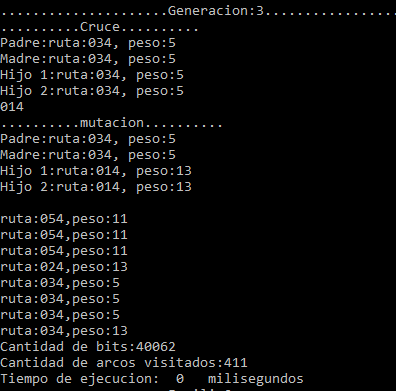 .....................Generacion:3.................
..........Cruce..........
Padre:ruta:034, peso:5
Madre:ruta:034, peso:5
Hijo 1:ruta:034, peso:5
Hijo 2:ruta:034, peso:5
014
..........mutacion..........
Padre:ruta:034, peso:5
Madre:ruta:034, peso:5
Hijo 1:ruta:014, peso:13
Hijo 2:ruta:014, peso:13
ruta:054,peso:11
ruta:054,peso:11
ruta:054,peso:11
ruta:024,peso:13
ruta:034,peso:5
ruta:034,peso:5
ruta:034,peso:5
ruta:034,peso:13
Cantidad de bits:40062
Cantidad de arcos visitados:411
Tiempo de ejecucion:  0   milisegundos